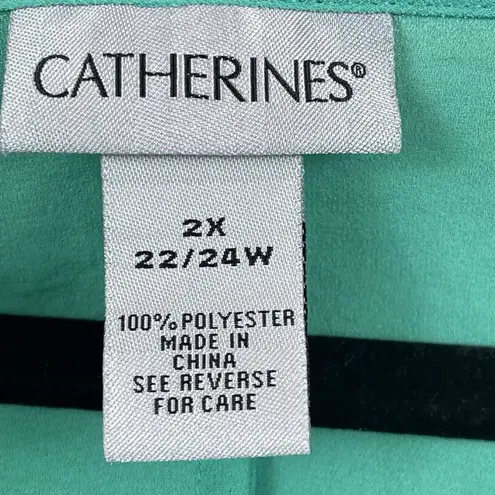 CATHERINES®
2X
22/24W
100% POLYESTER
MADE IN
CHINA
SEE REVERSE
FOR CARE